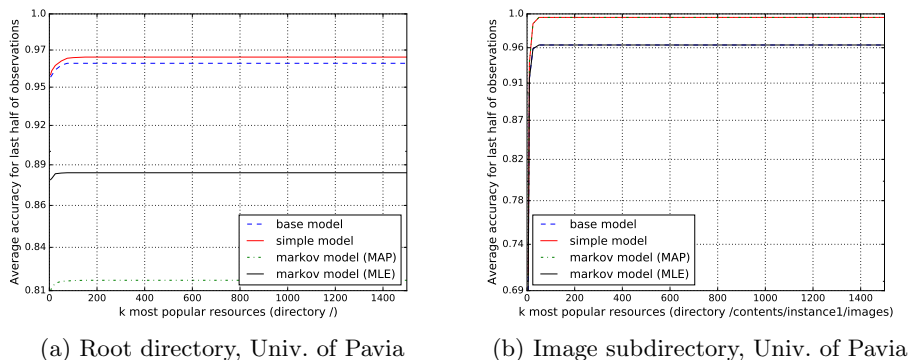 Average accuracy for last half of observations
1.0
0.97
0.95
0.92
0.89
0.86
0.84
0.81
0 200 400 600 800 1000 1200 1400
k most popular resources (directory /)
base model
simple model
markov model (MAP)
markov model (MLE)
(a) Root directory, Univ. of Pavia
Average accuracy for last half of observations
1.0
0.96
0.91
0.87
0.82
0.78
0.74
0.69
0 200 400 600 800 1000 1200 1400
k most popular resources (directory /contents/instance1/images)
base model
simple model
markov model (MAP)
markov model (MLE)
(b) Image subdirectory, Univ. of Pavia